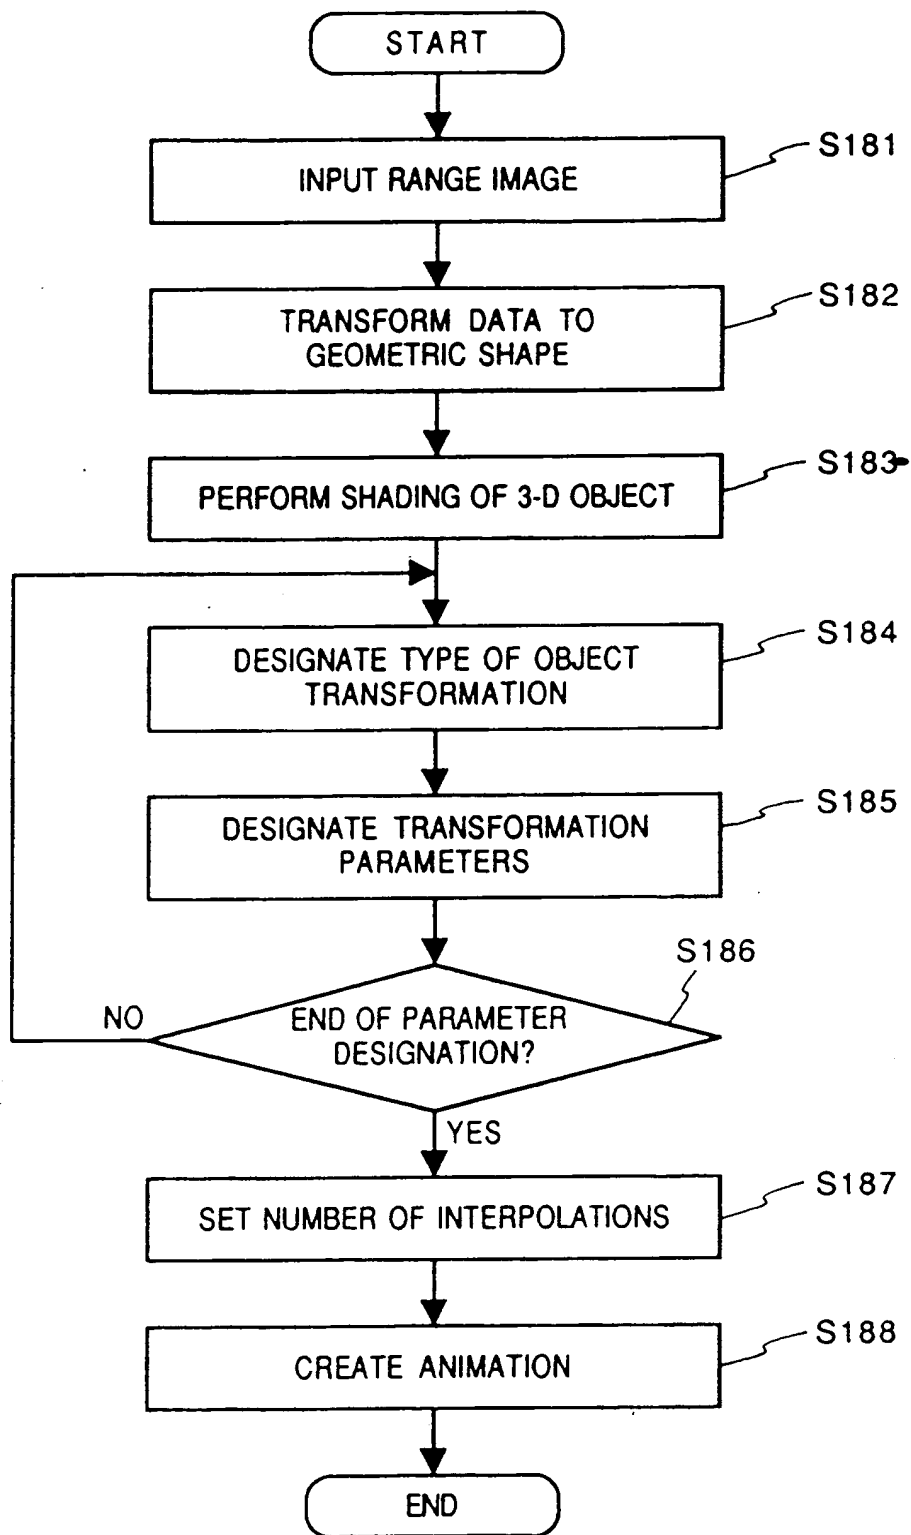 START
S181
INPUT RANGE IMAGE
S182
TRANSFORM DATA TO
GEOMETRIC SHAPE
S183
PERFORM SHADING OF 3-D OBJECT
S184
DESIGNATE TYPE OF OBJECT
TRANSFORMATION
S185
DESIGNATE TRANSFORMATION
PARAMETERS
S186
NO
END OF PARAMETER
DESIGNATION?
YES
S187
SET NUMBER OF INTERPOLATIONS
S188
CREATE ANIMATION
END